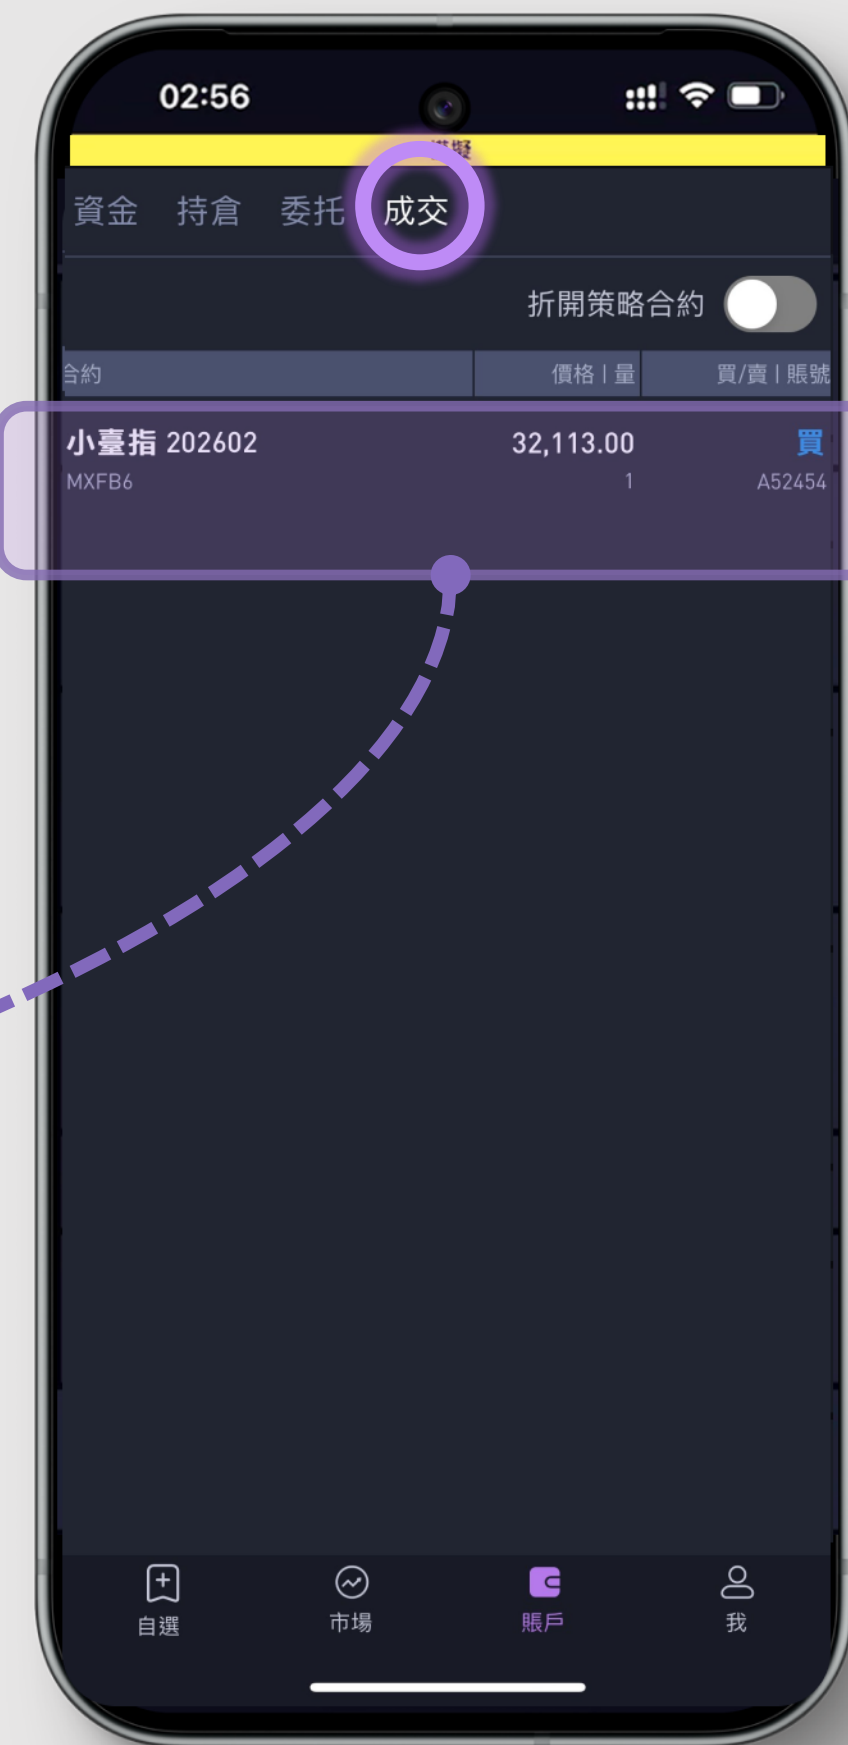 02:56
資金 持倉 委托 成交
折開策略合約
合約 價格 | 量 買/賣 | 賬號
小臺指 202602 32,113.00 買
MXFB6 1 A52454
自選 市場 賬戶 我